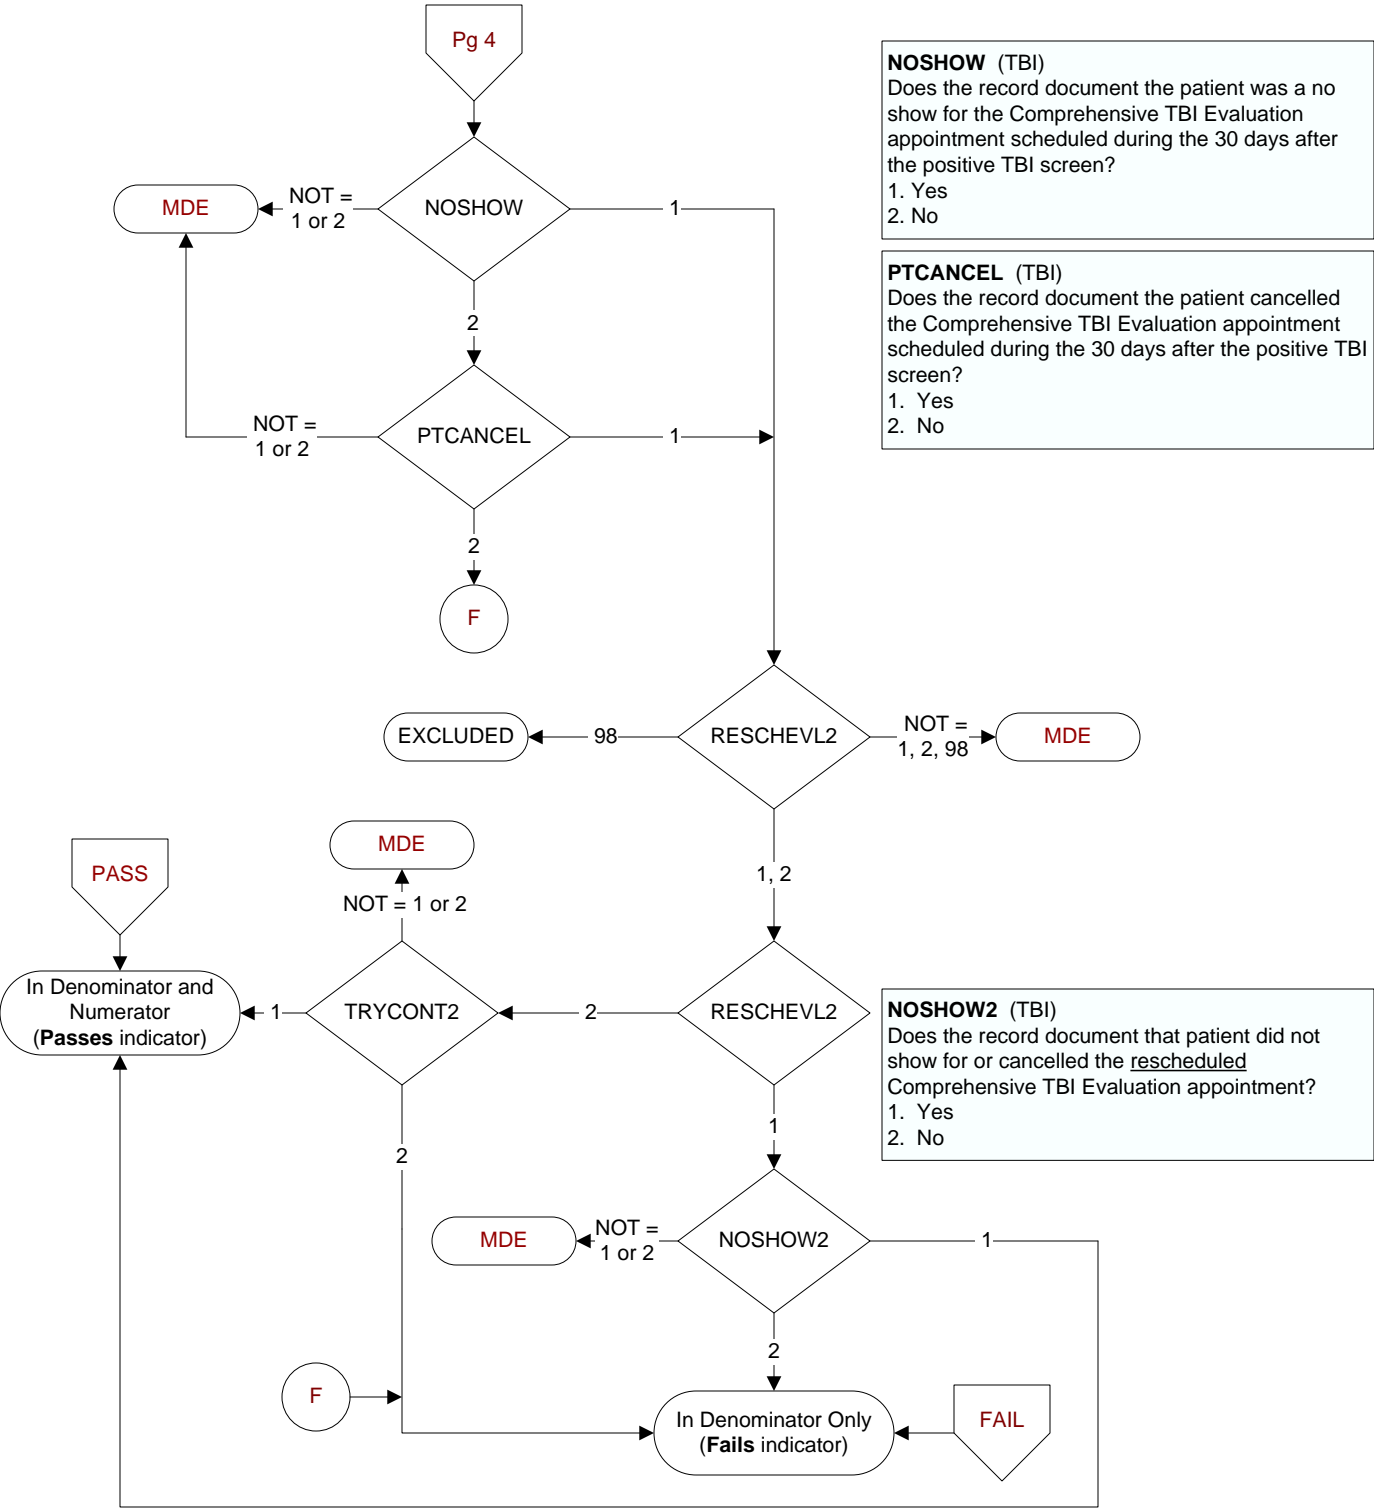 Pg 4
NOSHOW (TBI)
Does the record document the patient was a no
show for the Comprehensive TBI Evaluation
appointment scheduled during the 30 days after
the positive TBI screen?
1. Yes
2. No
MDE
NOT =
1 or 2
NOSHOW
1
2
PTCANCEL (TBI)
Does the record document the patient cancelled
the Comprehensive TBI Evaluation appointment
scheduled during the 30 days after the positive TBI
screen?
1. Yes
2. No
NOT =
1 or 2
PTCANCEL
1
2
F
EXCLUDED
98
RESCHEVL2
NOT =
1, 2, 98
MDE
1, 2
MDE
NOT = 1 or 2
PASS
In Denominator and
Numerator
(Passes indicator)
1
TRYCONT2
2
RESCHEVL2
NOSHOW2 (TBI)
Does the record document that patient did not
show for or cancelled the rescheduled
Comprehensive TBI Evaluation appointment?
1. Yes
2. No
1
2
MDE
NOT =
1 or 2
NOSHOW2
1
2
F
In Denominator Only
(Fails indicator)
FAIL